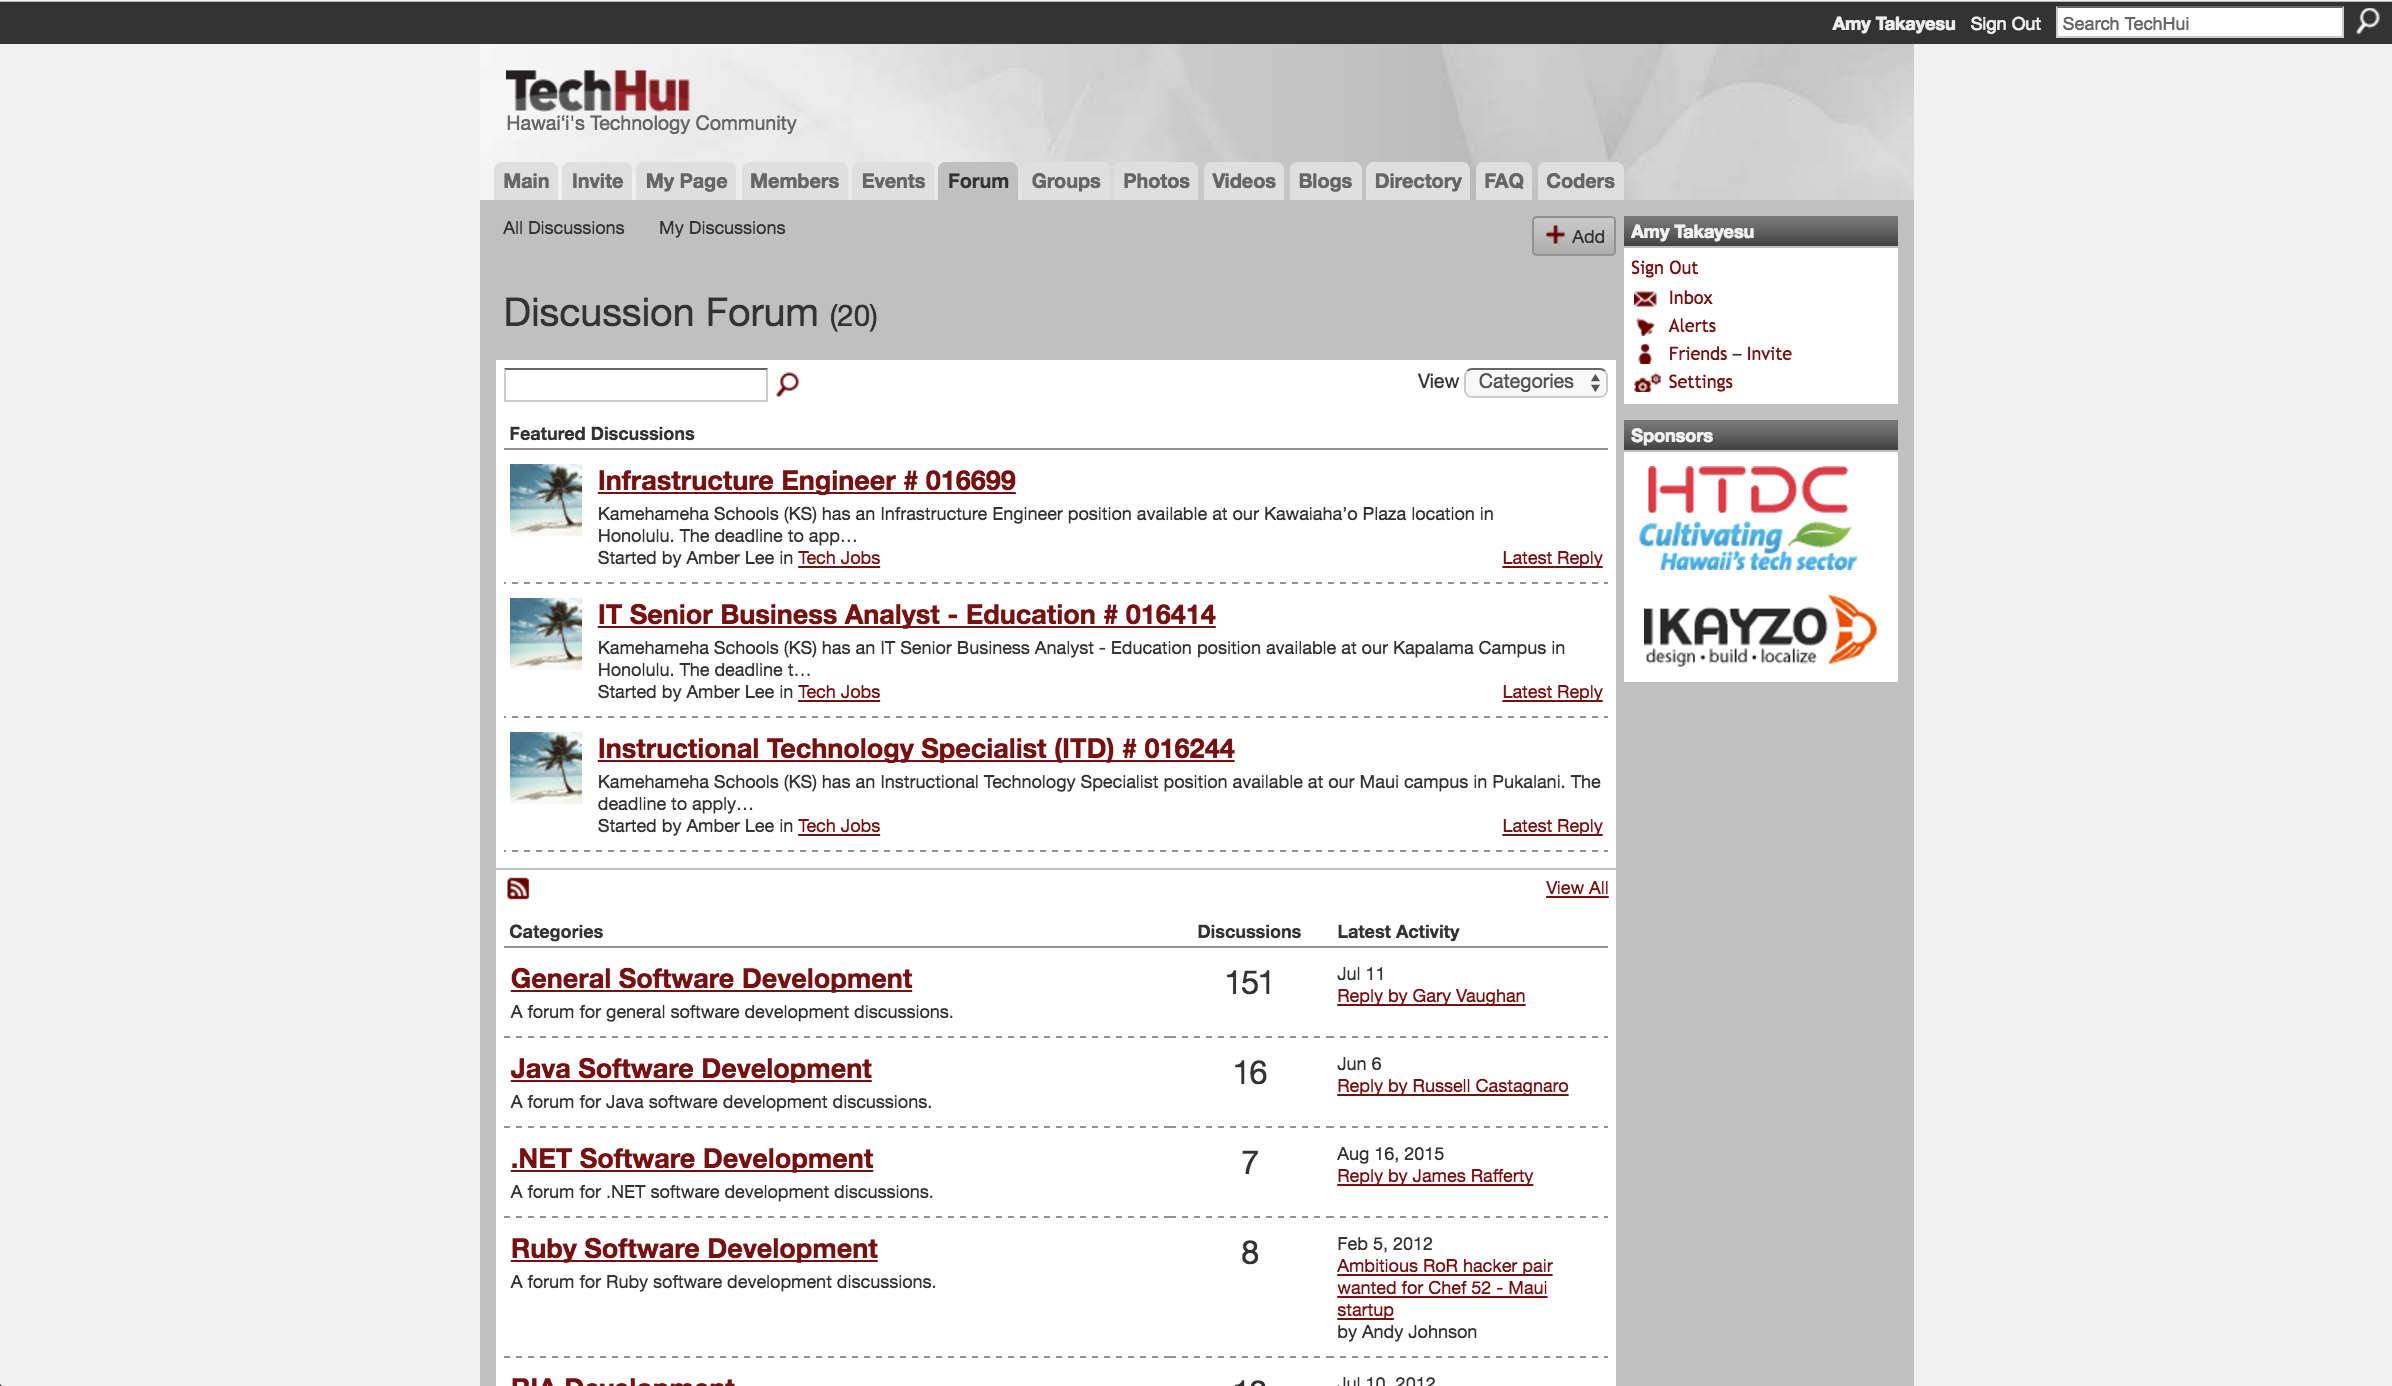 Amy Takayesu Sign Out Search TechHui
TechHui
Hawai'i's Technology Community
Main Invite My Page Members Events Forum Groups Photos Videos Blogs Directory FAQ Coders
All Discussions My Discussions
Add
Discussion Forum (20)
View Categories
Featured Discussions
Infrastructure Engineer # 016699
Kamehameha Schools (KS) has an Infrastructure Engineer position available at our Kawaiaha’o Plaza location in
Honolulu. The deadline to app…
Started by Amber Lee in Tech Jobs
Latest Reply
IT Senior Business Analyst - Education # 016414
Kamehameha Schools (KS) has an IT Senior Business Analyst - Education position available at our Kapalama Campus in
Honolulu. The deadline t…
Started by Amber Lee in Tech Jobs
Latest Reply
Instructional Technology Specialist (ITD) # 016244
Kamehameha Schools (KS) has an Instructional Technology Specialist position available at our Maui campus in Pukalani. The
deadline to apply…
Started by Amber Lee in Tech Jobs
Latest Reply
View All
Categories Discussions Latest Activity
General Software Development
A forum for general software development discussions.
151
Jul 11
Reply by Gary Vaughan
Java Software Development
A forum for Java software development discussions.
16
Jun 6
Reply by Russell Castagnaro
.NET Software Development
A forum for .NET software development discussions.
7
Aug 16, 2015
Reply by James Rafferty
Ruby Software Development
A forum for Ruby software development discussions.
8
Feb 5, 2012
Ambitious RoR hacker pair
wanted for Chef 52 - Maui
startup
by Andy Johnson
RIA Development
Jul 10, 2012
Amy Takayesu
Sign Out
Inbox
Alerts
Friends – Invite
Settings
Sponsors
HTDC
Cultivating
Hawaii's tech sector
IKAYZO
design • build • localize